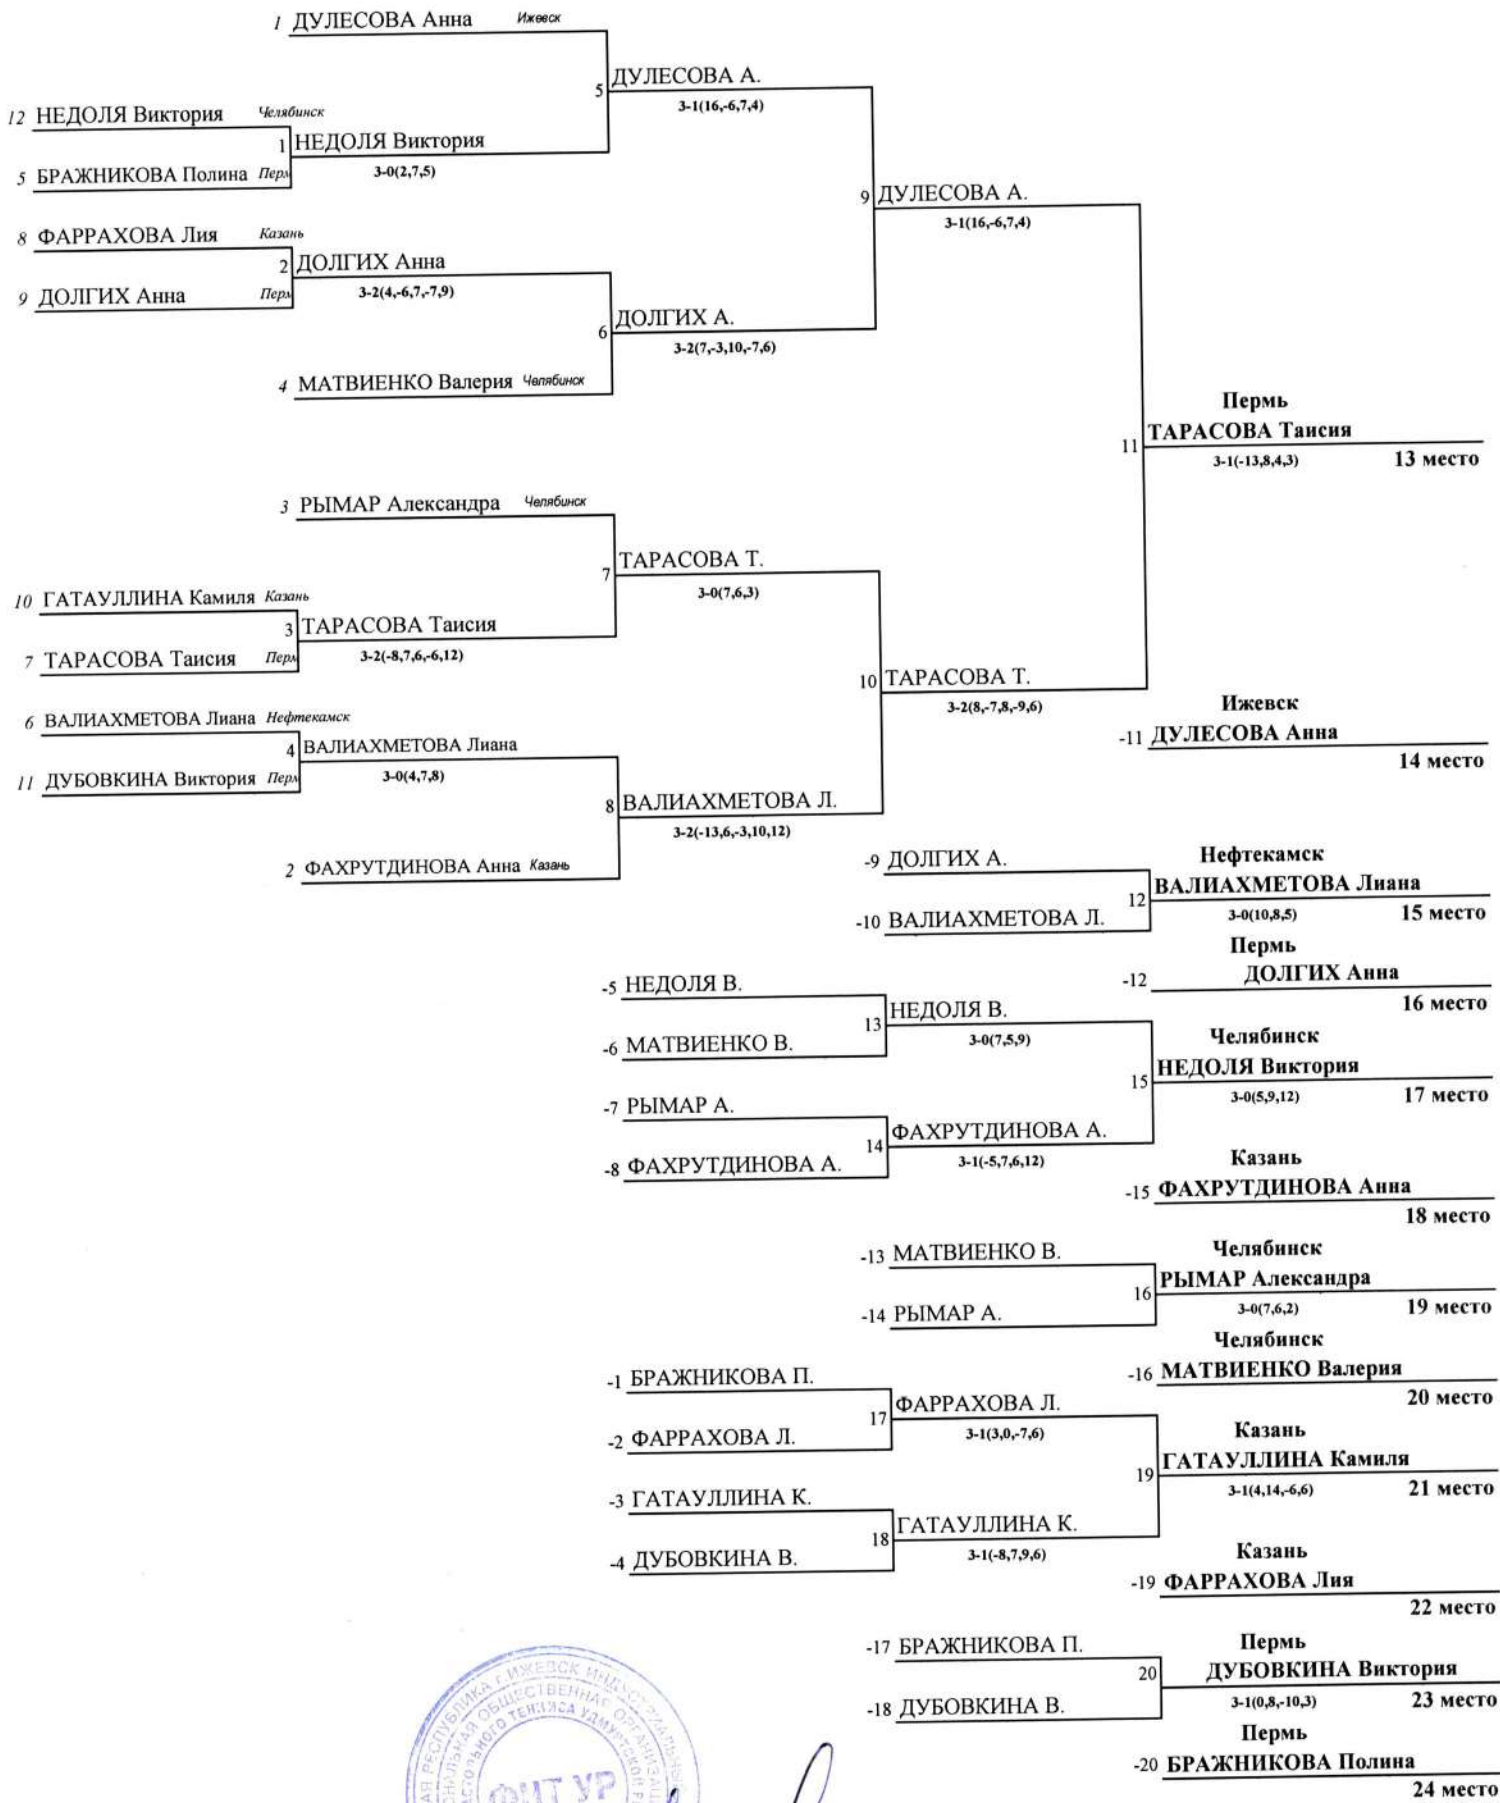 1 ДУЛЕСОВА Анна Ижевск
5 ДУЛЕСОВА А.
3-1(16,-6,7,4)
12 НЕДОЛЯ Виктория Челябинск
1 НЕДОЛЯ Виктория
3-0(2,7,5)
5 БРАЖНИКОВА Полина Перм
9 ДУЛЕСОВА А.
3-1(16,-6,7,4)
8 ФАРРАХОВА Лия Казань
2 ДОЛГИХ Анна
3-2(4,-6,7,-7,9)
9 ДОЛГИХ Анна Перм
6 ДОЛГИХ А.
3-2(7,-3,10,-7,6)
4 МАТВИЕНКО Валерия Челябинск
Пермь
11 ТАРАСОВА Таисия
3-1(-13,8,4,3) 13 место
3 РЫМАР Александра Челябинск
7 ТАРАСОВА Т.
3-0(7,6,3)
10 ГАТАУЛЛИНА Камиля Казань
3 ТАРАСОВА Таисия
3-2(-8,7,6,-6,12)
7 ТАРАСОВА Таисия Перм
10 ТАРАСОВА Т.
3-2(8,-7,8,-9,6)
6 ВАЛИАХМЕТОВА Лиана Нефтекамск
4 ВАЛИАХМЕТОВА Лиана
3-0(4,7,8)
11 ДУБОВКИНА Виктория Перм
Ижевск
-11 ДУЛЕСОВА Анна
14 место
8 ВАЛИАХМЕТОВА Л.
3-2(-13,6,-3,10,12)
2 ФАХРУТДИНОВА Анна Казань
-9 ДОЛГИХ А.
Нефтекамск
12 ВАЛИАХМЕТОВА Лиана
3-0(10,8,5) 15 место
-10 ВАЛИАХМЕТОВА Л.
Пермь
-12 ДОЛГИХ Анна
16 место
-5 НЕДОЛЯ В.
13 НЕДОЛЯ В.
3-0(7,5,9)
-6 МАТВИЕНКО В.
Челябинск
15 НЕДОЛЯ Виктория
3-0(5,9,12) 17 место
-7 РЫМАР А.
14 ФАХРУТДИНОВА А.
3-1(-5,7,6,12)
-8 ФАХРУТДИНОВА А.
Казань
-15 ФАХРУТДИНОВА Анна
18 место
-13 МАТВИЕНКО В.
Челябинск
16 РЫМАР Александра
3-0(7,6,2) 19 место
-14 РЫМАР А.
Челябинск
-16 МАТВИЕНКО Валерия
20 место
-1 БРАЖНИКОВА П.
17 ФАРРАХОВА Л.
3-1(3,0,-7,6)
-2 ФАРРАХОВА Л.
Казань
19 ГАТАУЛЛИНА Камиля
3-1(4,14,-6,6) 21 место
-3 ГАТАУЛЛИНА К.
18 ГАТАУЛЛИНА К.
3-1(-8,7,9,6)
-4 ДУБОВКИНА В.
Казань
-19 ФАРРАХОВА Лия
22 место
-17 БРАЖНИКОВА П.
Пермь
20 ДУБОВКИНА Виктория
3-1(0,8,-10,3) 23 место
-18 ДУБОВКИНА В.
Пермь
-20 БРАЖНИКОВА Полина
24 место
РЕСПУБЛИКА Г.ИЖЕВСК
ОБЩЕСТВЕННАЯ
ФНТ УР